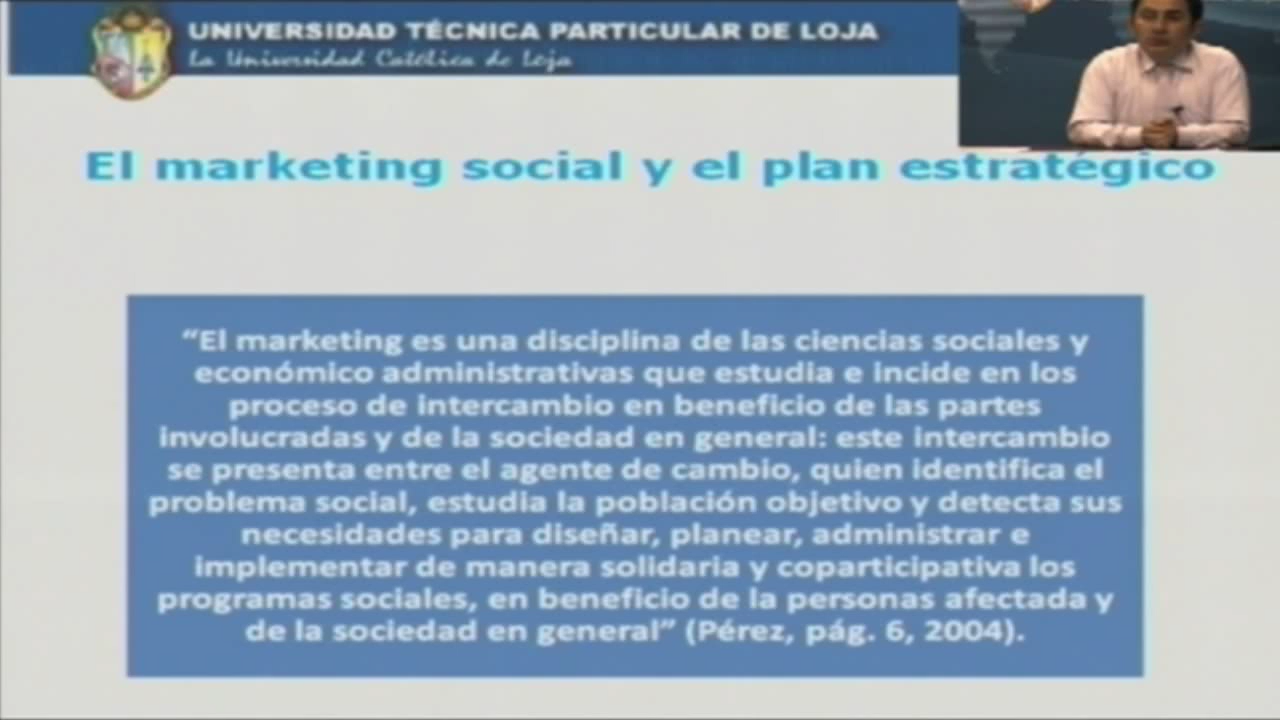 UNIVERSIDAD TÉCNICA PARTICULAR DE LOJA
La Universidad Católica de Loja
El marketing social y el plan estratégico
“El marketing es una disciplina de las ciencias sociales y
económico administrativas que estudia e incide en los
proceso de intercambio en beneficio de las partes
involucradas y de la sociedad en general: este intercambio
se presenta entre el agente de cambio, quien identifica el
problema social, estudia la población objetivo y detecta sus
necesidades para diseñar, planear, administrar e
implementar de manera solidaria y coparticipativa los
programas sociales, en beneficio de la personas afectada y
de la sociedad en general” (Pérez, pág. 6, 2004).